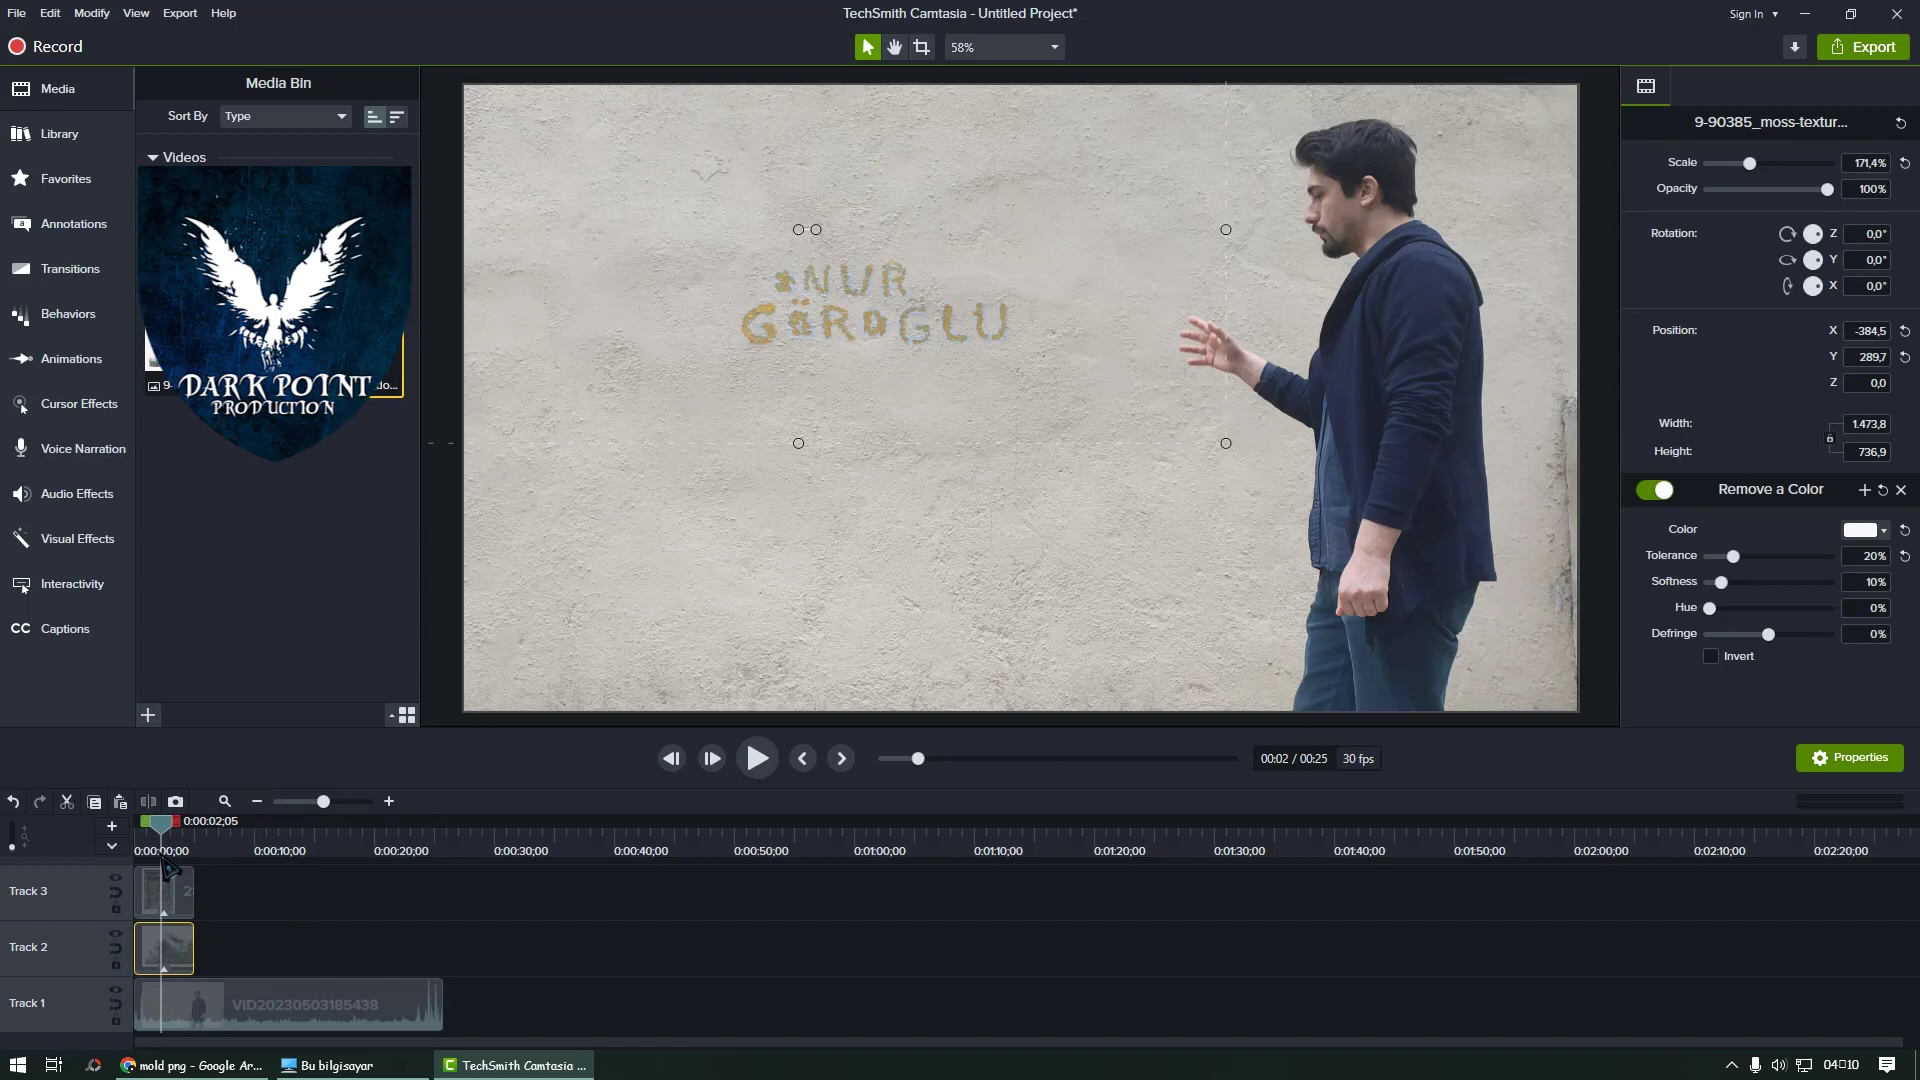 File Edit Modify View Export Help
TechSmith Camtasia - Untitled Project*
Sign In
Record
58%
Export
Media
Library
Favorites
Annotations
Transitions
Behaviors
Animations
Cursor Effects
Voice Narration
Audio Effects
Visual Effects
Interactivity
CC Captions
Media Bin
Sort By Type
Videos
DARK POINT
PRODUCTION
9-
do...
NUR
GÖROGLU
9-90385_moss-textur...
Scale 171,4%
Opacity 100%
Rotation: Z 0,0°
Y 0,0°
X 0,0°
Position: X -384,5
Y 289,7
Z 0,0
Width: 1.473,8
Height: 736,9
Remove a Color
Color
Tolerance 20%
Softness 10%
Hue 0%
Defringe 0%
Invert
00:02 / 00:25 30 fps
Properties
0:00:02;05
0:00:00;00 0:00:10;00 0:00:20;00 0:00:30;00 0:00:40;00 0:00:50;00 0:01:00;00 0:01:10;00 0:01:20;00 0:01:30;00 0:01:40;00 0:01:50;00 0:02:00;00 0:02:10;00 0:02:20;00
Track 3
2
Track 2
Track 1
VID20230503185438
mold png - Google Ar...
Bu bilgisayar
TechSmith Camtasia ...
04□10